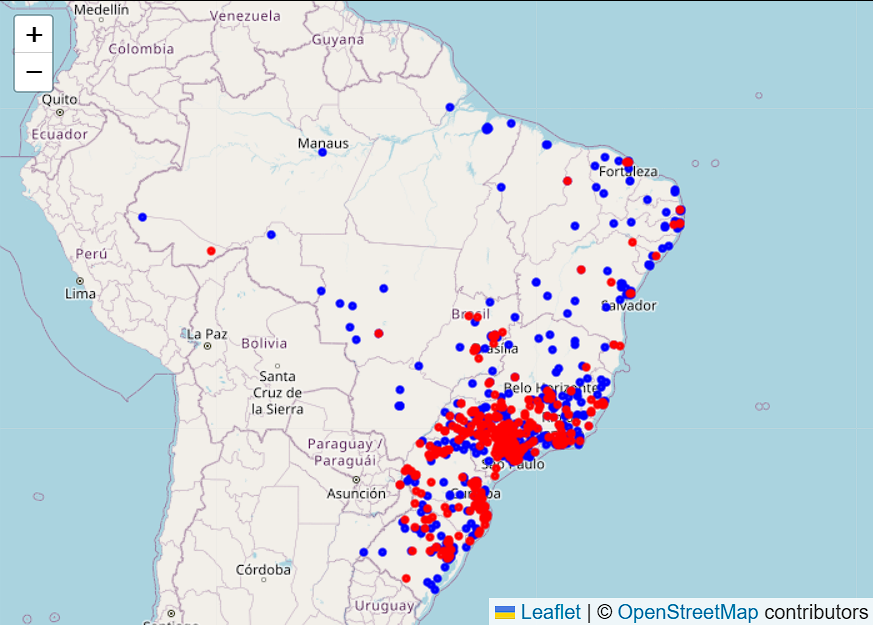 +
−
Medellín
Venezuela
Guyana
Colombia
Quito
Ecuador
Manaus
Fortaleza
Perú
Lima
Brasil
Salvador
La Paz
Bolivia
Brasília
Santa
Cruz de
la Sierra
Belo Horizonte
Paraguay /
Paraguái
São Paulo
Asunción
Curitiba
Córdoba
Uruguay
Santiago
Leaflet | © OpenStreetMap contributors